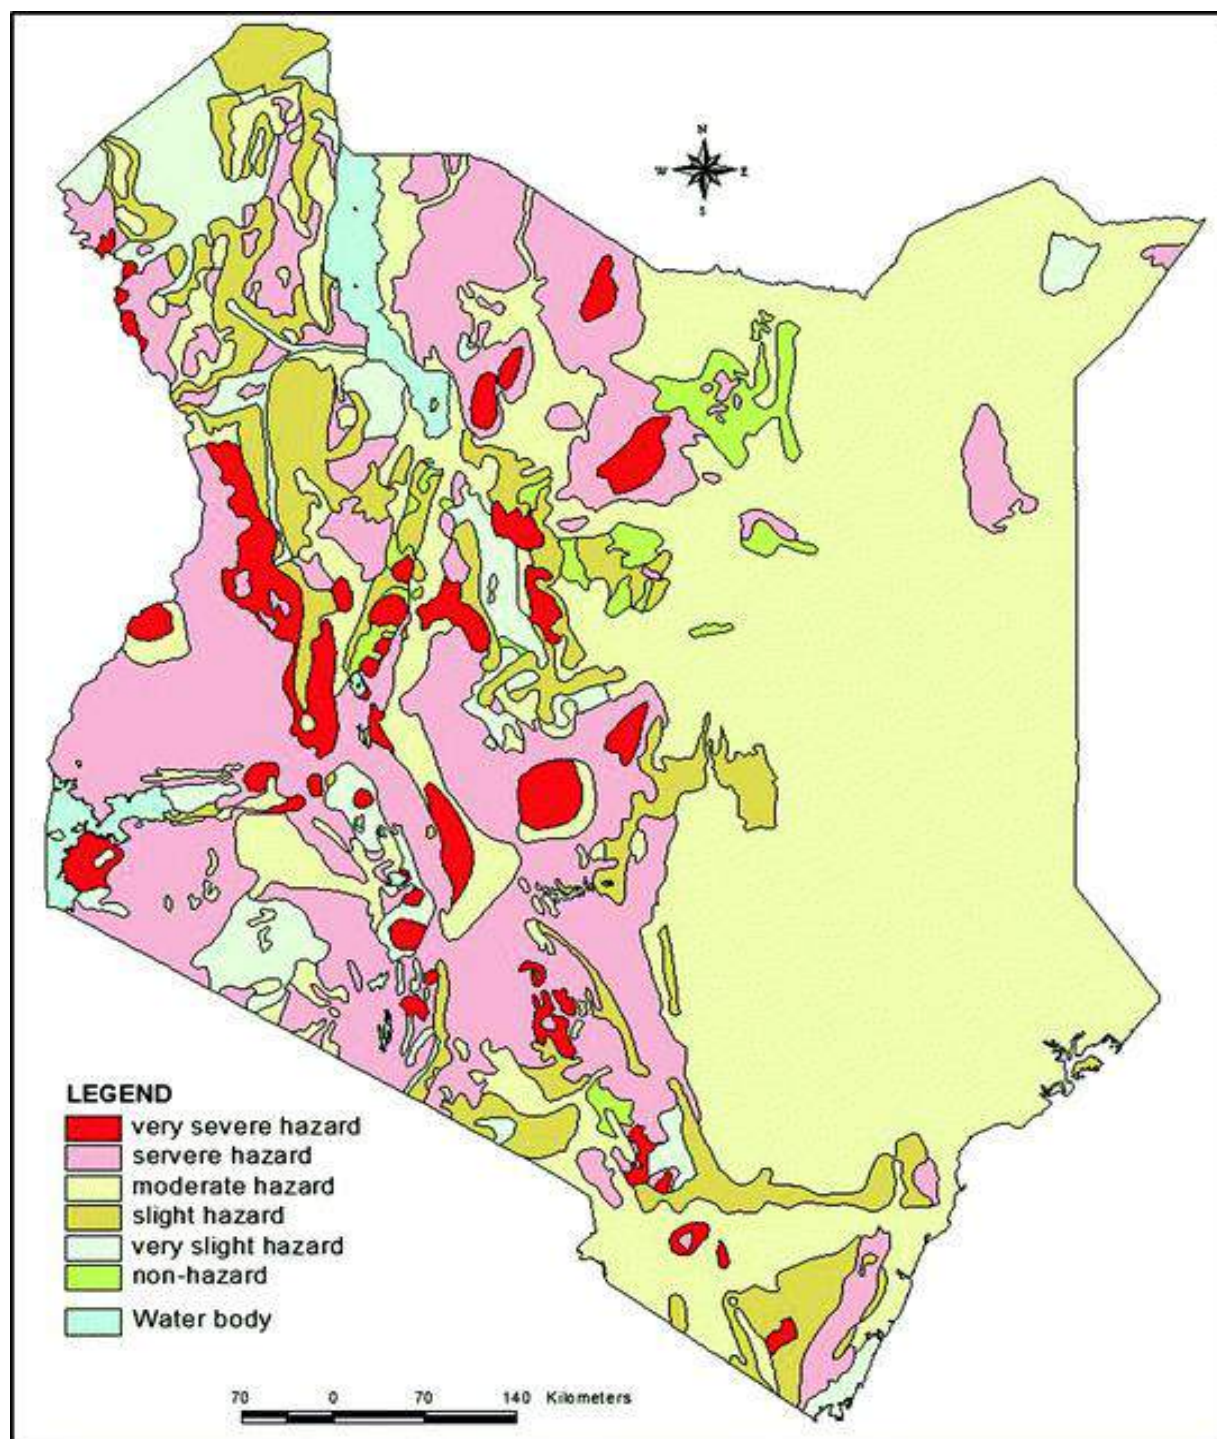 N
W E
S
LEGEND
very severe hazard
servere hazard
moderate hazard
slight hazard
very slight hazard
non-hazard
Water body
70 0 70 140 Kilometers